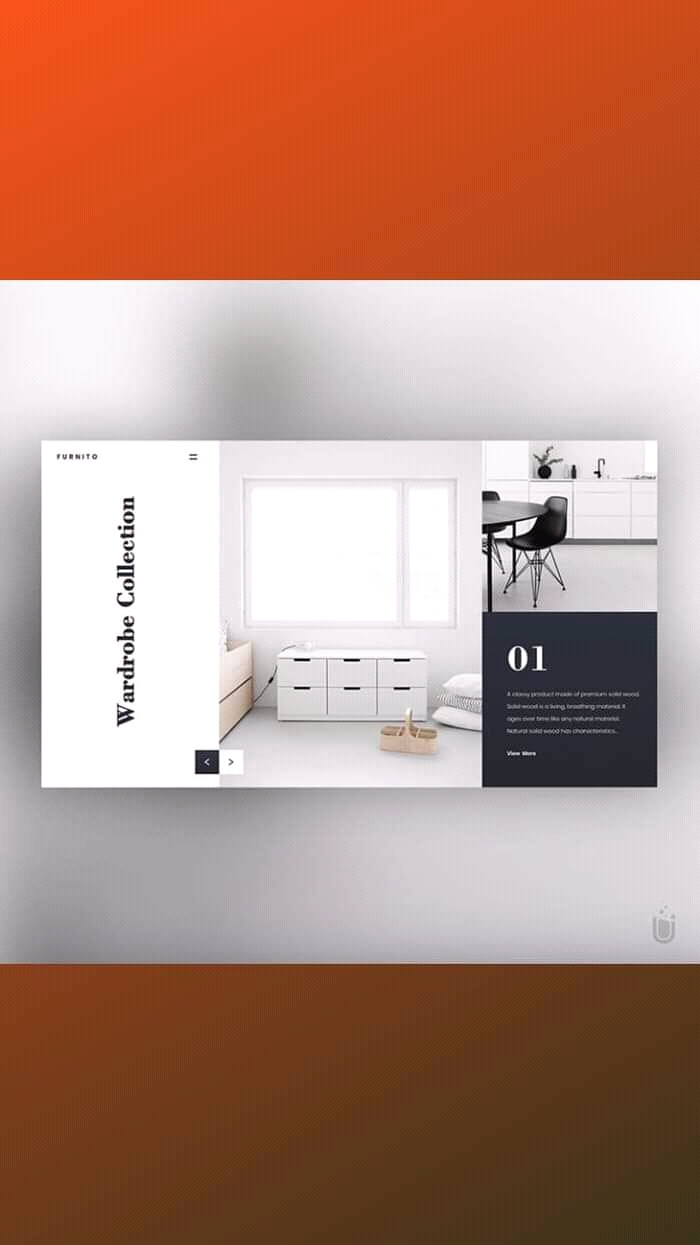 FURNITO
Wardrobe Collection
<
>
01
A classy product made of premium solid wood.
Solid wood is a living, breathing material. It
ages over time like any natural material.
Natural solid wood has characteristics...
View More